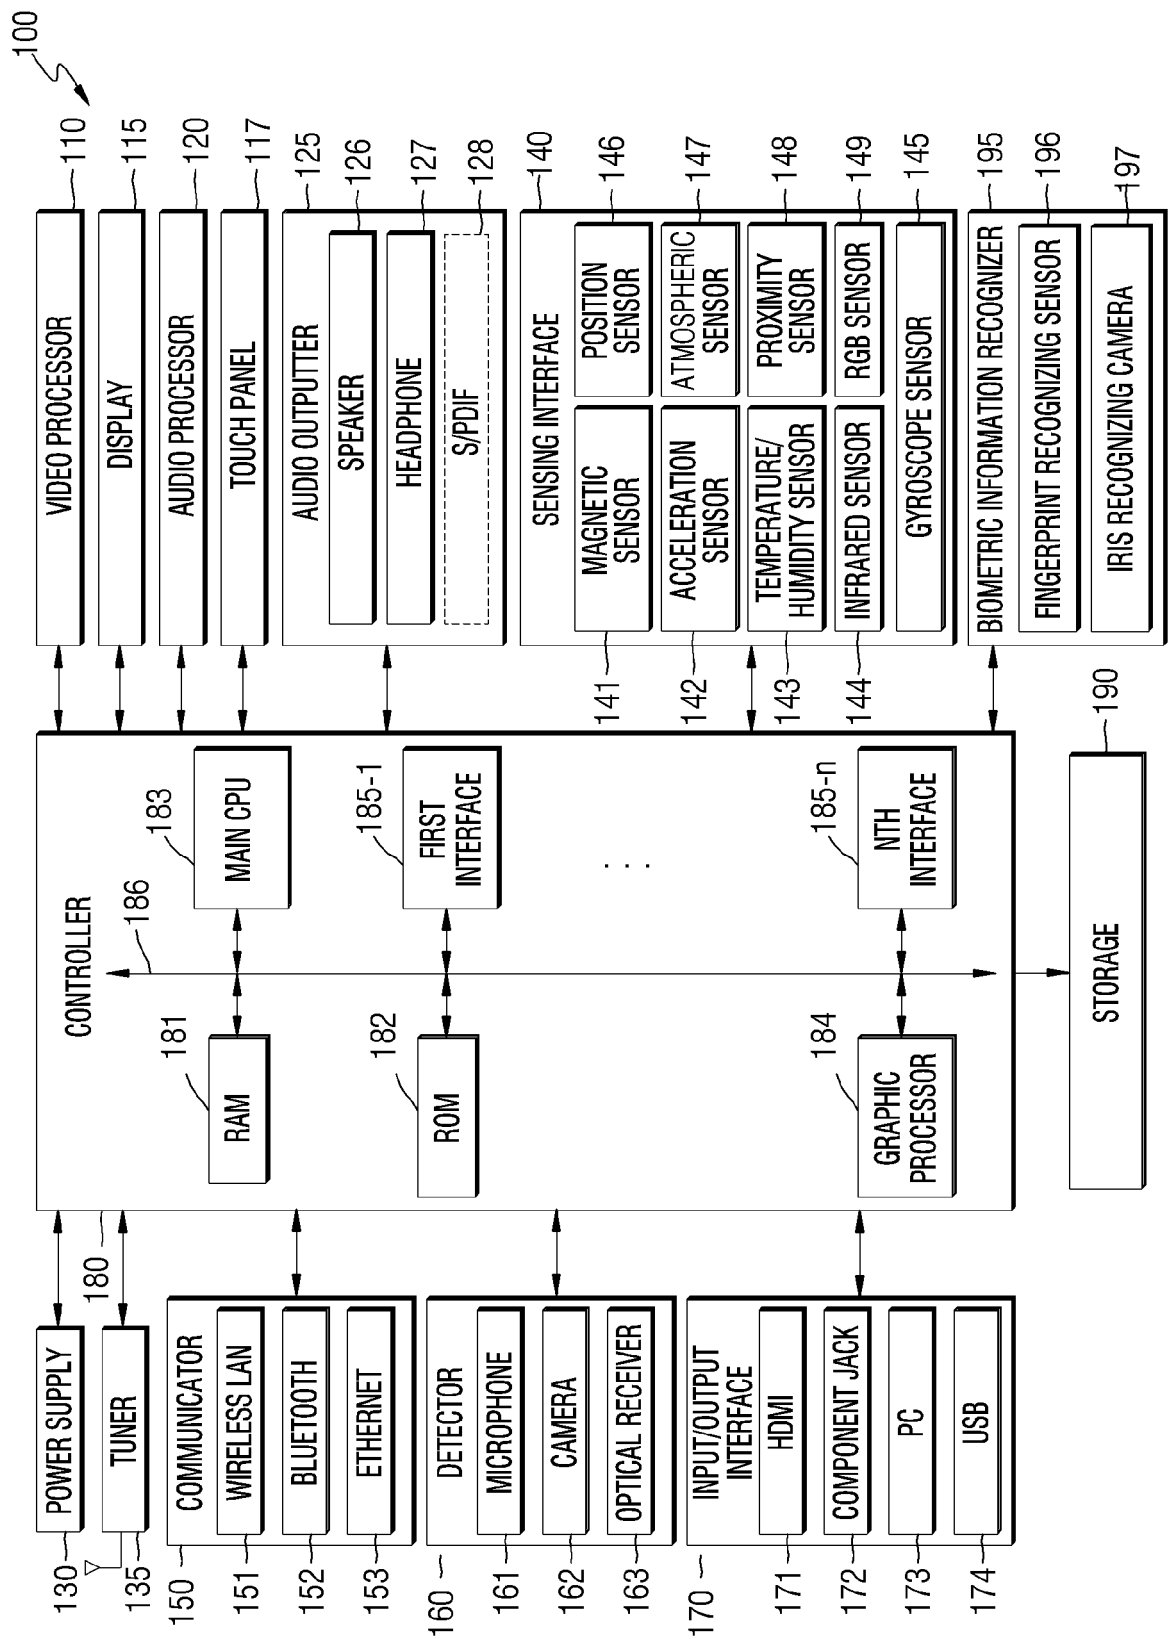 100
POWER SUPPLY
130
TUNER
135
COMMUNICATOR
150
WIRELESS LAN
151
BLUETOOTH
152
ETHERNET
153
DETECTOR
160
MICROPHONE
161
CAMERA
162
OPTICAL RECEIVER
163
INPUT/OUTPUT
INTERFACE
170
HDMI
171
COMPONENT JACK
172
PC
173
USB
174
180
CONTROLLER
186
RAM
181
ROM
182
GRAPHIC
PROCESSOR
184
MAIN CPU
183
FIRST
INTERFACE
185-1
. . .
NTH
INTERFACE
185-n
STORAGE
190
VIDEO PROCESSOR
110
DISPLAY
115
AUDIO PROCESSOR
120
TOUCH PANEL
117
AUDIO OUTPUTTER
125
SPEAKER
126
HEADPHONE
127
S/PDIF
128
SENSING INTERFACE
140
MAGNETIC
SENSOR
141
POSITION
SENSOR
146
ACCELERATION
SENSOR
142
ATMOSPHERIC
SENSOR
147
TEMPERATURE/
HUMIDITY SENSOR
143
PROXIMITY
SENSOR
148
INFRARED SENSOR
144
RGB SENSOR
149
GYROSCOPE SENSOR
145
BIOMETRIC INFORMATION RECOGNIZER
195
FINGERPRINT RECOGNIZING SENSOR
196
IRIS RECOGNIZING CAMERA
197